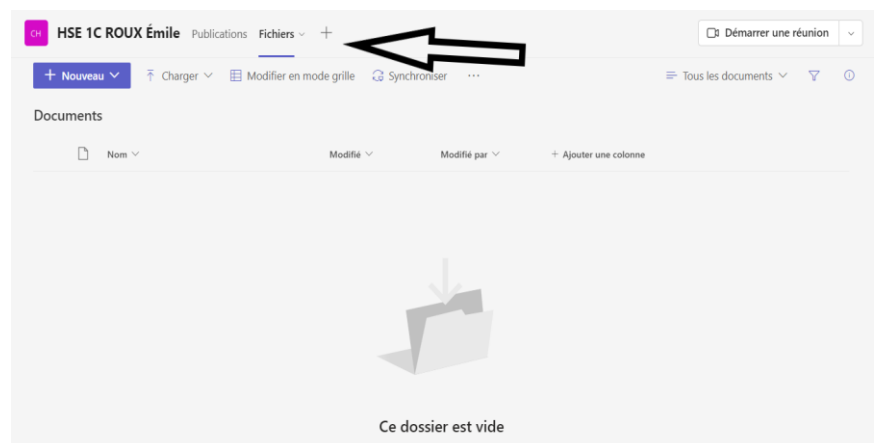 CH HSE 1C ROUX Émile Publications Fichiers Démarrer une réunion
Nouveau Charger Modifier en mode grille Synchroniser ... Tous les documents
Documents
Nom Modifié Modifié par + Ajouter une colonne
Ce dossier est vide